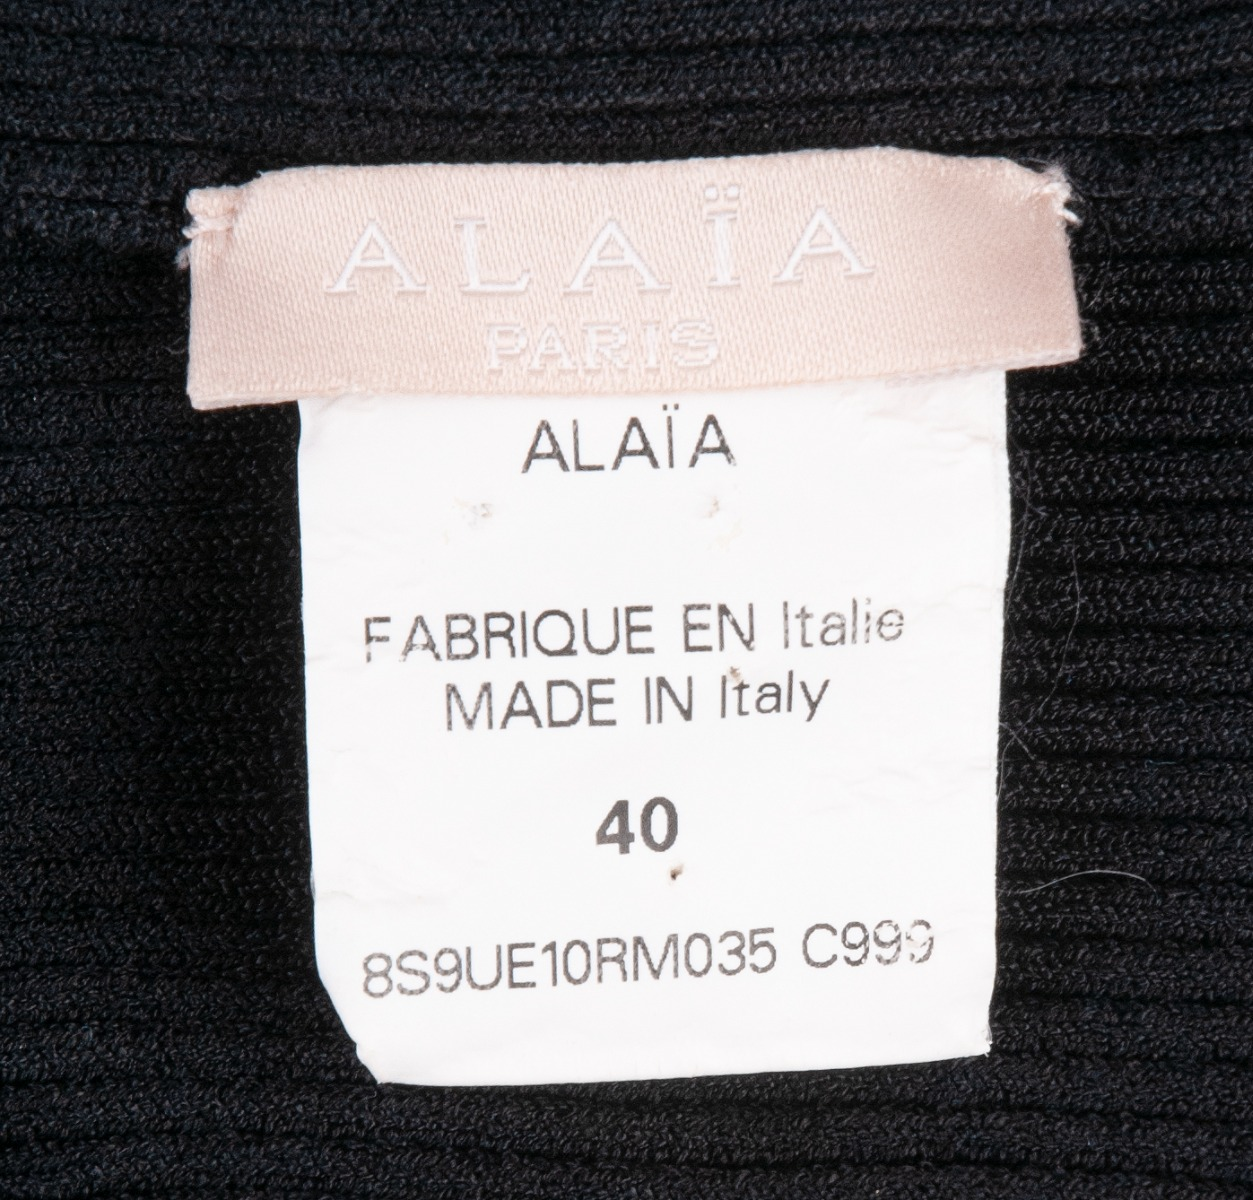 ALAÏA
PARIS
ALAÏA
FABRIQUE EN Italie
MADE IN Italy
40
8S9UE10RM035 C999